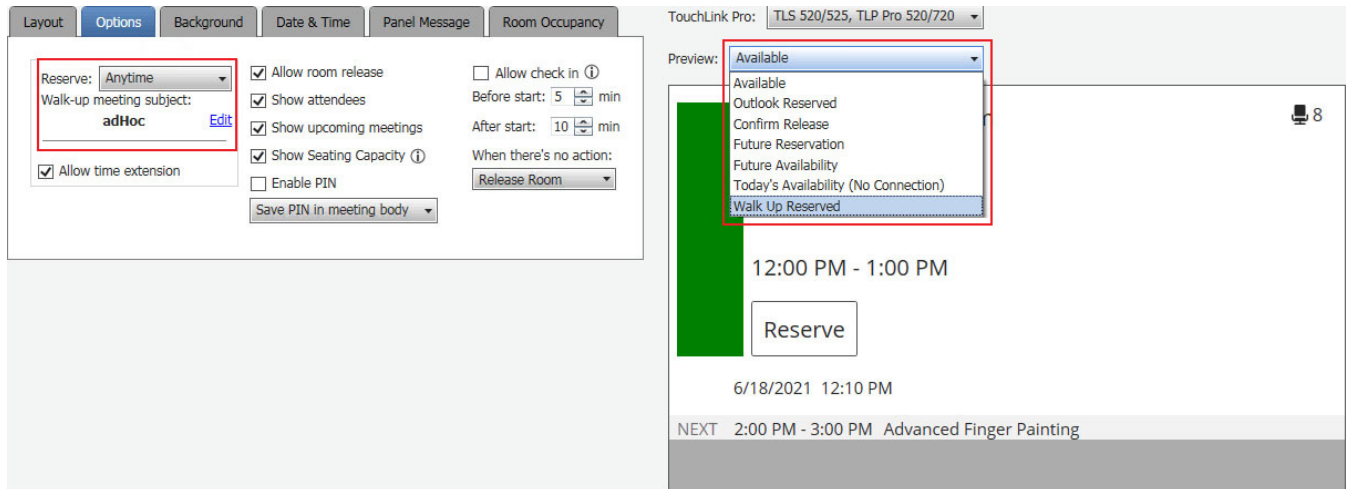 Layout
Options
Background
Date & Time
Panel Message
Room Occupancy
Reserve: Anytime
Walk-up meeting subject:
adHoc Edit
Allow time extension
Allow room release
Show attendees
Show upcoming meetings
Show Seating Capacity
Enable PIN
Save PIN in meeting body
Allow check in
Before start: 5 min
After start: 10 min
When there's no action:
Release Room
TouchLink Pro: TLS 520/525, TLP Pro 520/720
Preview: Available
Available
Outlook Reserved
Confirm Release
Future Reservation
Future Availability
Today's Availability (No Connection)
Walk Up Reserved
8
12:00 PM - 1:00 PM
Reserve
6/18/2021 12:10 PM
NEXT 2:00 PM - 3:00 PM Advanced Finger Painting